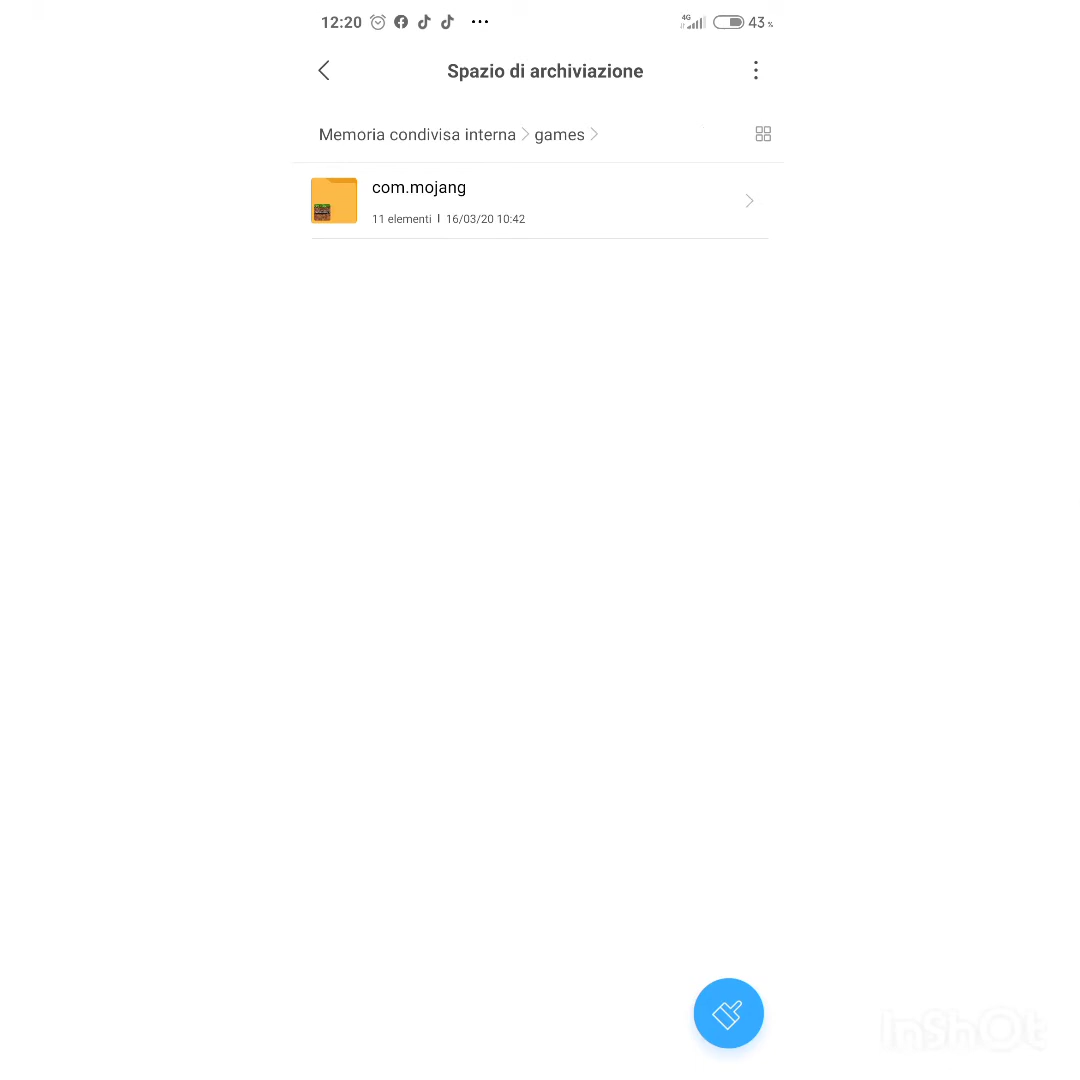 12:20 ... 4G 43 %
Spazio di archiviazione
Memoria condivisa interna > games >
com.mojang
11 elementi | 16/03/20 10:42
InShOt